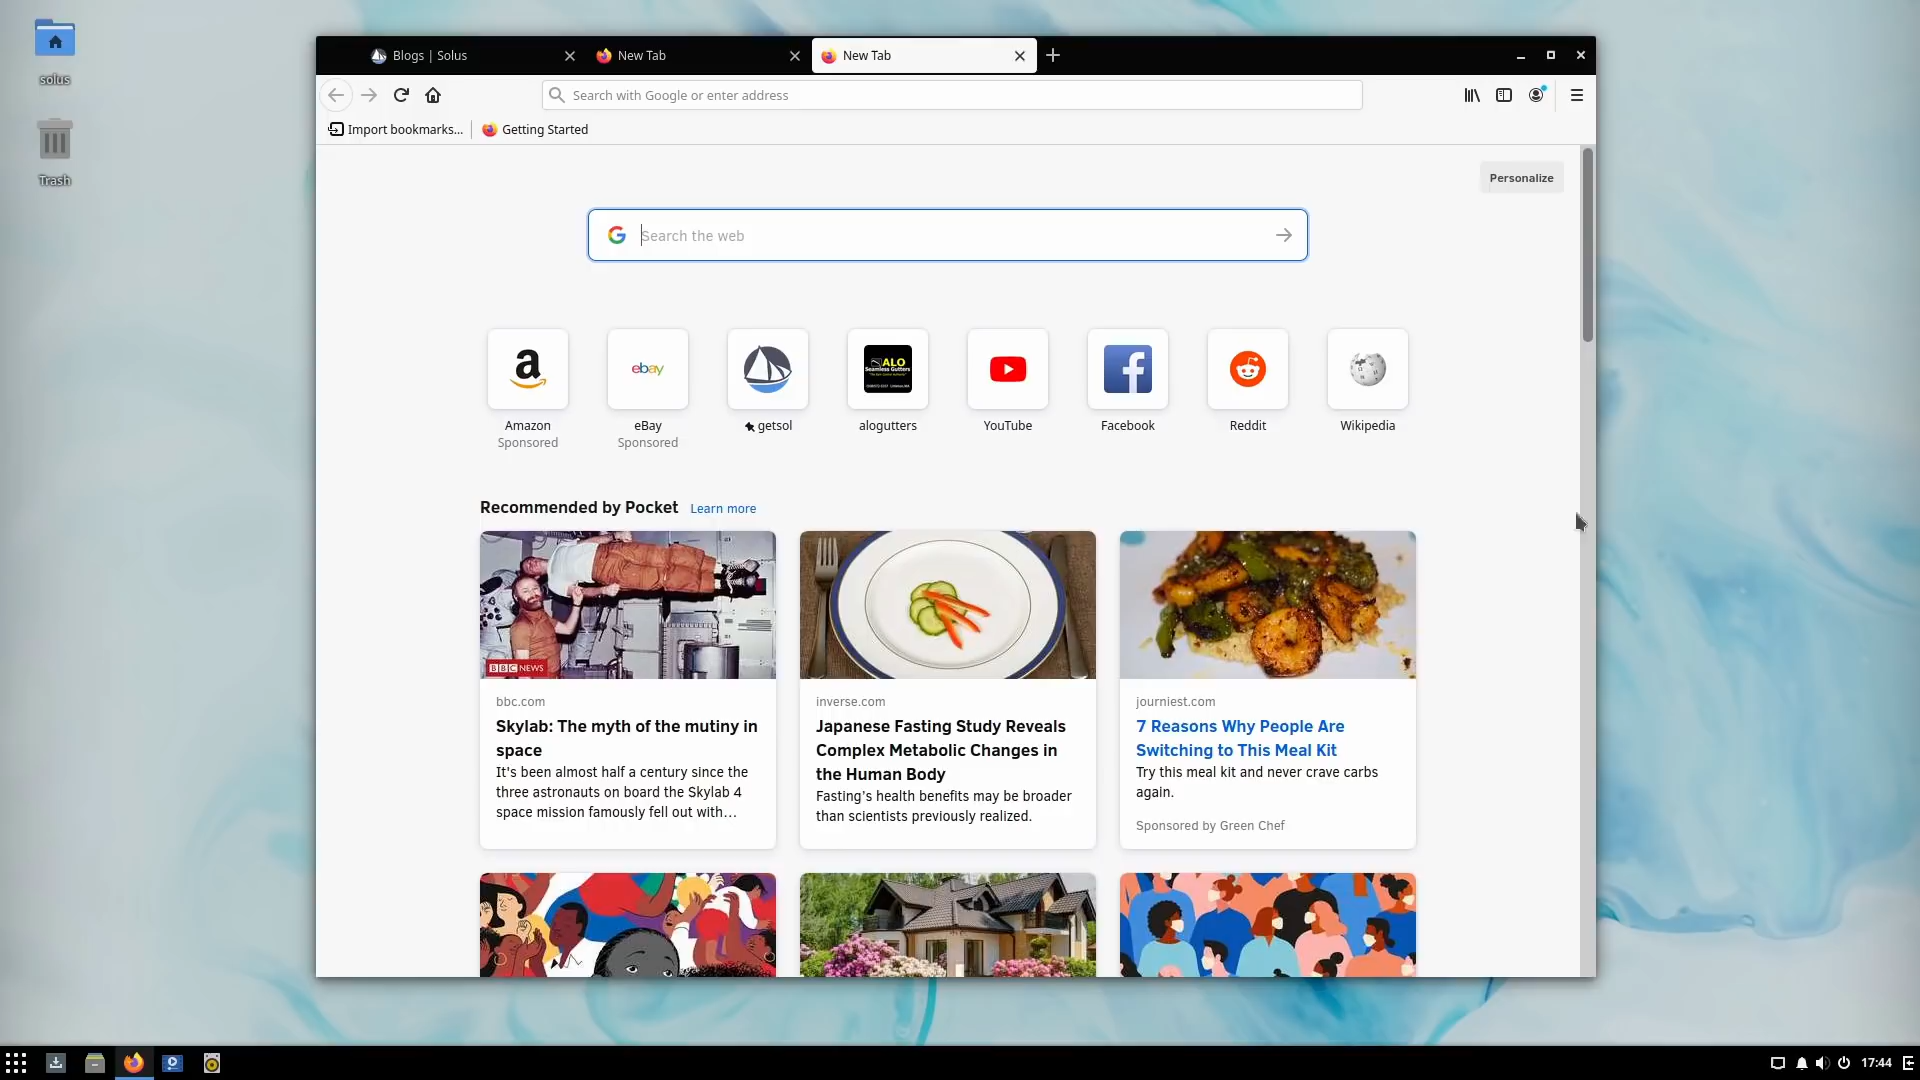 solus
Trash
Blogs | Solus
New Tab
New Tab
Search with Google or enter address
Import bookmarks...
Getting Started
Personalize
Search the web
a
ebay
ALO
Seamless Gutters
Amazon
Sponsored
eBay
Sponsored
getsol
alogutters
YouTube
Facebook
Reddit
Wikipedia
Recommended by Pocket Learn more
BBC NEWS
bbc.com
Skylab: The myth of the mutiny in
space
It's been almost half a century since the
three astronauts on board the Skylab 4
space mission famously fell out with…
inverse.com
Japanese Fasting Study Reveals
Complex Metabolic Changes in
the Human Body
Fasting's health benefits may be broader
than scientists previously realized.
journiest.com
7 Reasons Why People Are
Switching to This Meal Kit
Try this meal kit and never crave carbs
again.
Sponsored by Green Chef
17:44